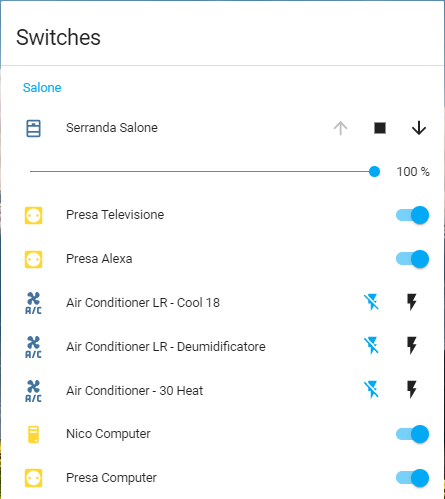 Switches
Salone
Serranda Salone
100 %
Presa Televisione
Presa Alexa
A/C Air Conditioner LR - Cool 18
A/C Air Conditioner LR - Deumidificatore
A/C Air Conditioner - 30 Heat
Nico Computer
Presa Computer